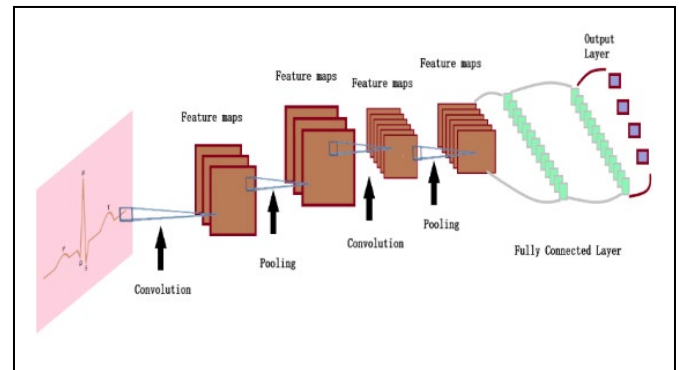 Output
Layer
Feature maps
Feature maps
Feature maps
Feature maps
R
P
Q
S
T
Convolution
Pooling
Convolution
Pooling
Fully Connected Layer